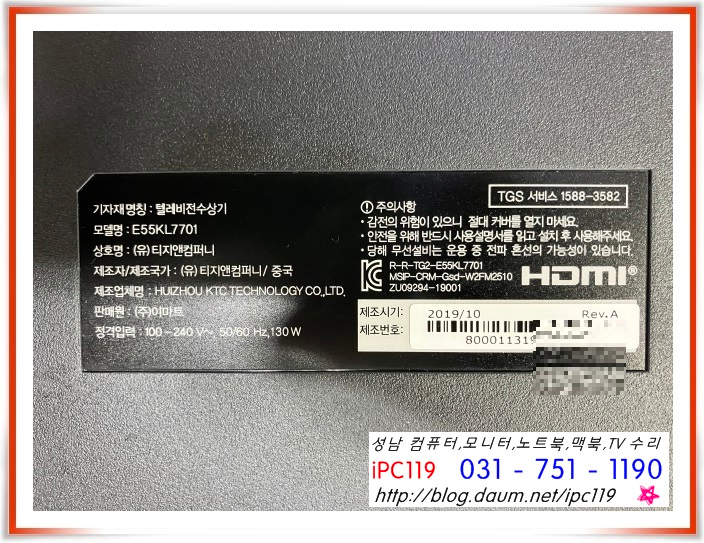 기자재명칭 : 텔레비전수상기
모델명 : E55KL7701
상호명 : (유)티지앤컴퍼니
제조자/제조국가 : (유)티지앤컴퍼니/ 중국
제조업체명 : HUIZHOU KTC TECHNOLOGY CO.,LTD.
판매원 : (주)이마트
정격입력 : 100~240 V~, 50/60 Hz, 130 W
TGS 서비스 1588-3582
주의사항
• 감전의 위험이 있으니 절대 커버를 열지 마세요.
• 안전을 위해 반드시 사용설명서를 읽고 설치 후 사용해주세요.
• 당해 무선설비는 운용 중 전파 혼선의 가능성이 있습니다.
R-R-TG2-E55KL7701
MSIP-CRM-Gsd-W2FM2510
ZU09294-19001
HDMI®
제조시기: 2019/10 Rev.A
제조번호: 800011319
성남 컴퓨터,모니터,노트북,맥북,TV 수리
iPC119 031 - 751 - 1190
http://blog.daum.net/ipc119